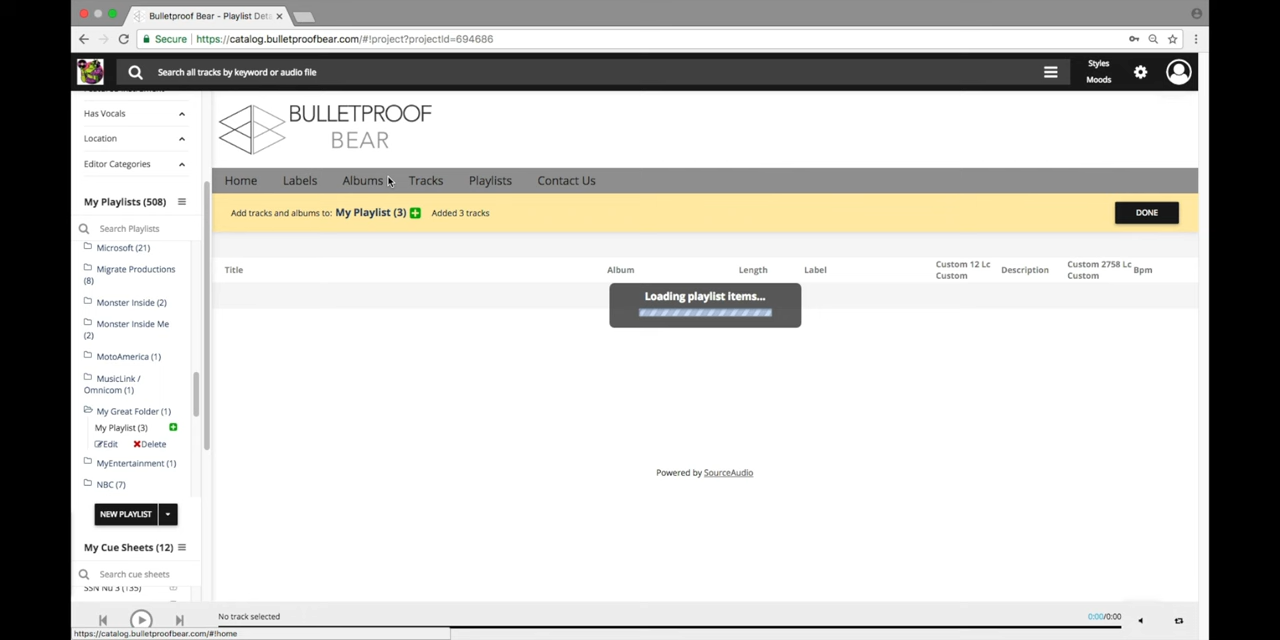 Bulletproof Bear - Playlist Deta
Secure https://catalog.bulletproofbear.com/#!project?projectId=694686
Search all tracks by keyword or audio file
Styles
Moods
Has Vocals
Location
Editor Categories
My Playlists (508)
Search Playlists
Microsoft (21)
Migrate Productions
(8)
Monster Inside (2)
Monster Inside Me
(2)
MotoAmerica (1)
MusicLink /
Omnicom (1)
My Great Folder (1)
My Playlist (3)
Edit Delete
MyEntertainment (1)
NBC (7)
NEW PLAYLIST
My Cue Sheets (12)
Search cue sheets
BULLETPROOF
BEAR
Home Labels Albums Tracks Playlists Contact Us
Add tracks and albums to: My Playlist (3) Added 3 tracks DONE
Title Album Length Label Custom 12 Lc Custom Description Custom 2758 Lc Custom Bpm
Loading playlist items...
Powered by SourceAudio
No track selected 0:00/0:00
https://catalog.bulletproofbear.com/#!home